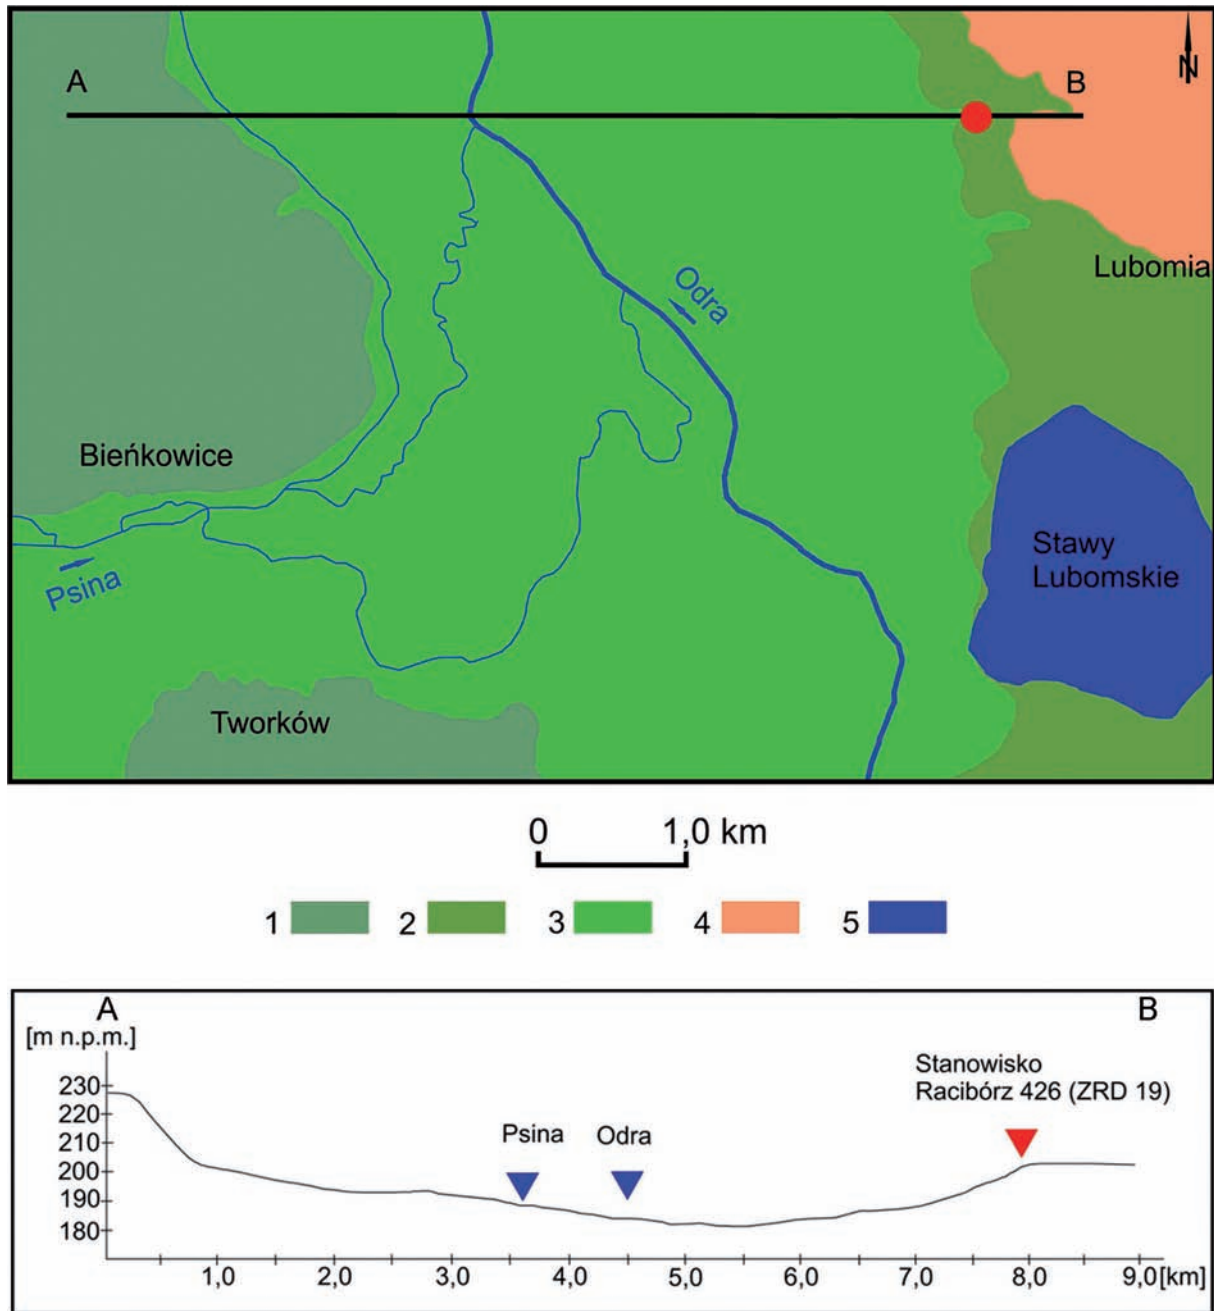 A
B
N
Lubomia
Odra
Bieńkowice
Stawy
Lubomskie
Psina
Tworków
0 1,0 km
1 2 3 4 5
A B
[m n.p.m.]
Stanowisko
Racibórz 426 (ZRD 19)
Psina Odra
230
220
210
200
190
180
1,0 2,0 3,0 4,0 5,0 6,0 7,0 8,0 9,0 [km]